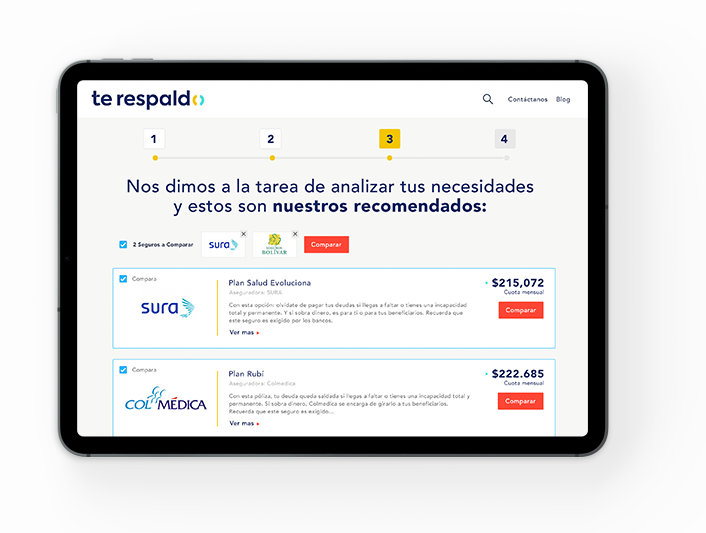 te respaldo
Contáctanos Blog
1 2 3 4
Nos dimos a la tarea de analizar tus necesidades
y estos son nuestros recomendados:
2 Seguros a Comparar
sura
SEGUROS
BOLÍVAR
Comparar
Compara
sura
Plan Salud Evoluciona
Aseguradora: SURA
Con esta opción: olvídate de pagar tus deudas si llegas a faltar o tienes una incapacidad
total y permanente. Y si sobra dinero, es para ti o para tus beneficiarios. Recuerda que
este seguro es exigido por los bancos.
Ver mas
$215,072
Cuota mensual
Comparar
Compara
COLMÉDICA
Plan Rubí
Aseguradora: Colmedica
Con esta póliza, tu deuda queda saldada si llegas a faltar o tienes una incapacidad total y
permanente. Si sobra dinero, Colmedica se encarga de girarlo a tus beneficiarios.
Recuerda que este seguro es exigido...
Ver mas
$222.685
Cuota mensual
Comparar